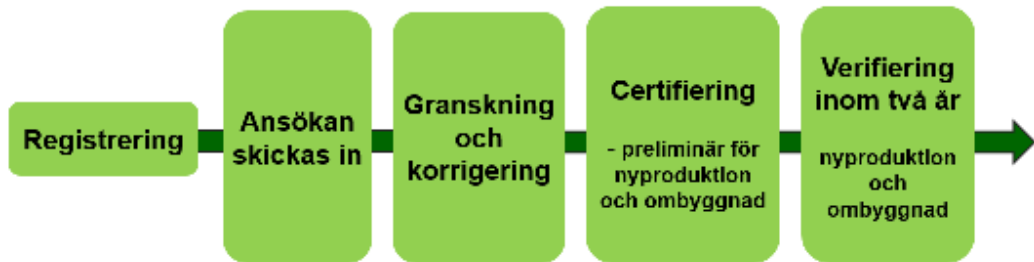 Registrering
Ansökan
skickas in
Granskning
och
korrigering
Certifiering
- preliminär för
nyproduktion
och ombyggnad
Verifiering
inom två år
nyproduktion
och
ombyggnad